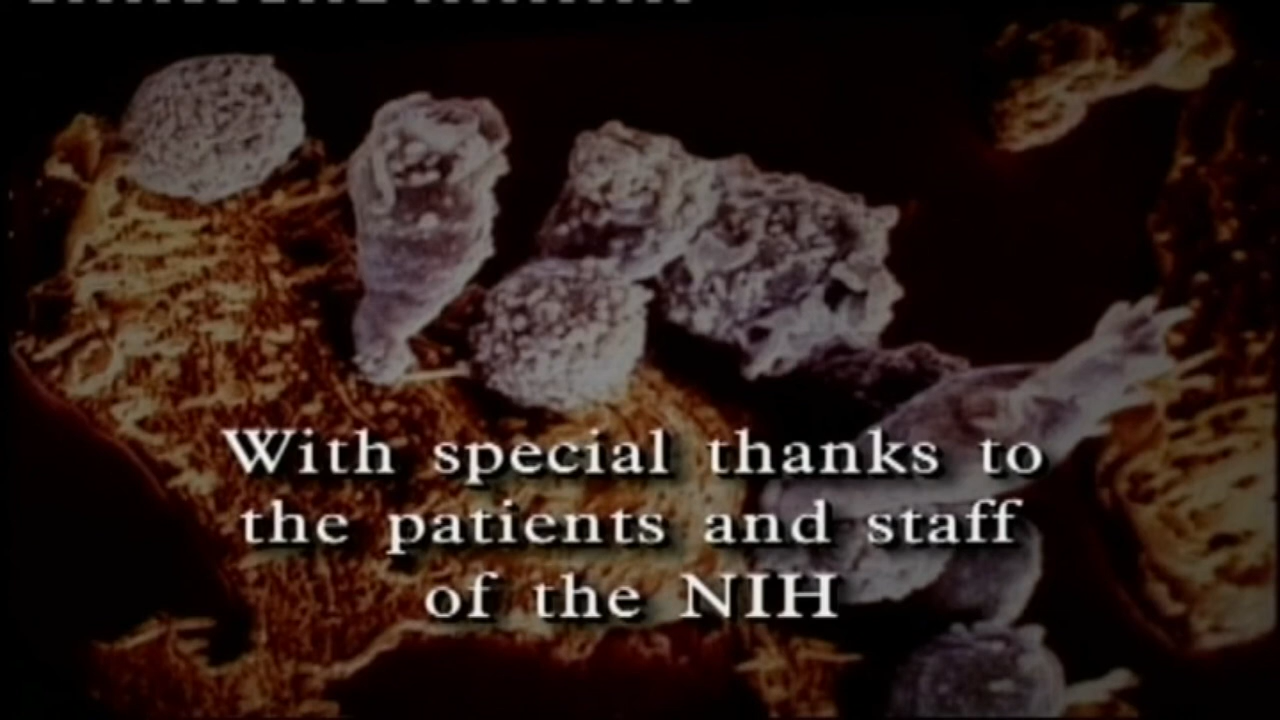 With special thanks to
the patients and staff
of the NIH